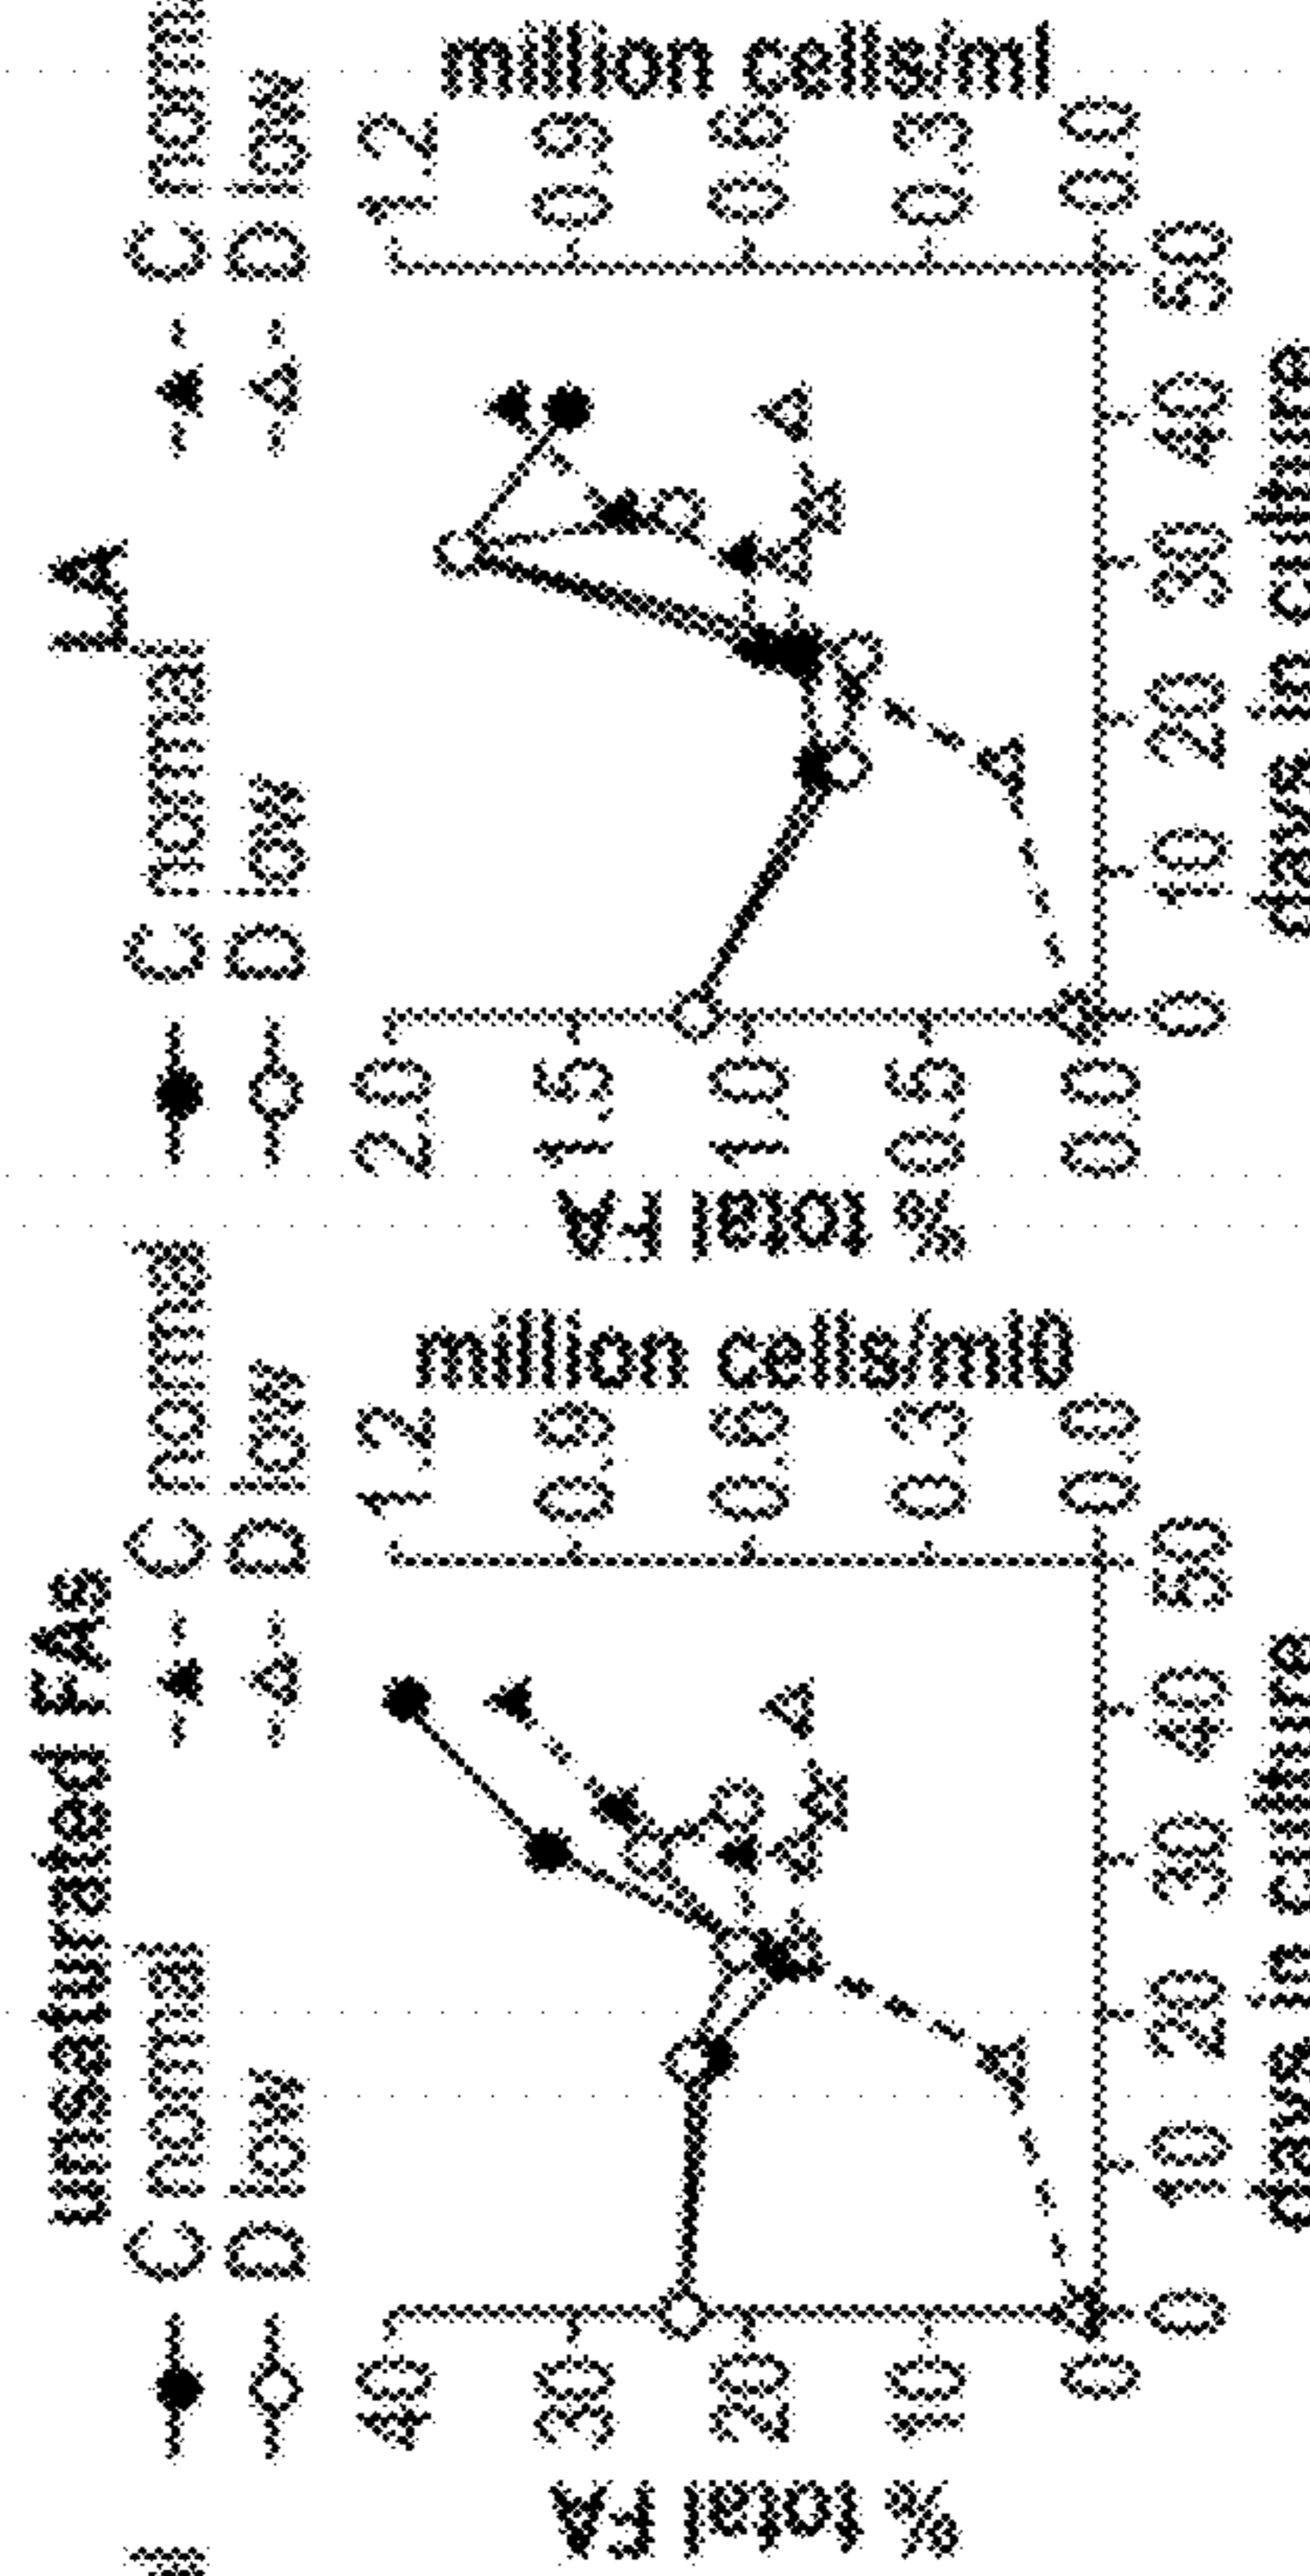 unsaturated FAs
C normal C normal
D low D low
40 1.2
30 0.9
20 0.6
10 0.3
0 0.0
% total FA
million cells/ml0
0 10 20 30 40 50
days in culture
LA
C normal C norm
D low D low
2.0 1.2
1.5 0.9
1.0 0.6
0.5 0.3
0.0 0.0
% total FA
million cells/ml
0 10 20 30 40 50
days in culture